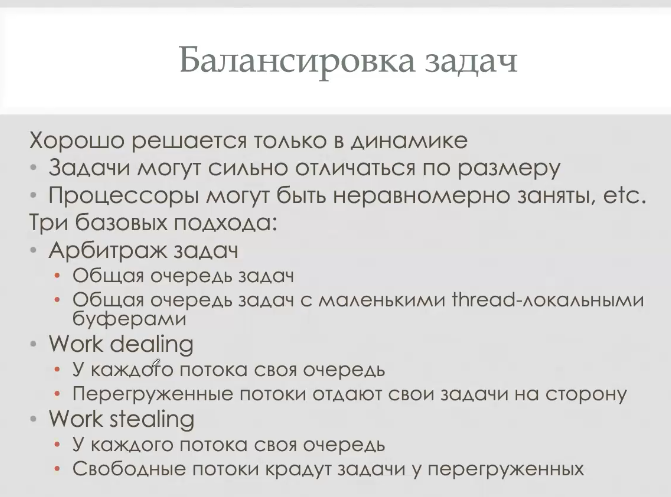 Балансировка задач
Хорошо решается только в динамике
• Задачи могут сильно отличаться по размеру
• Процессоры могут быть неравномерно заняты, etc.
Три базовых подхода:
• Арбитраж задач
• Общая очередь задач
• Общая очередь задач с маленькими thread-локальными
буферами
• Work dealing
• У каждого потока своя очередь
• Перегруженные потоки отдают свои задачи на сторону
• Work stealing
• У каждого потока своя очередь
• Свободные потоки крадут задачи у перегруженных